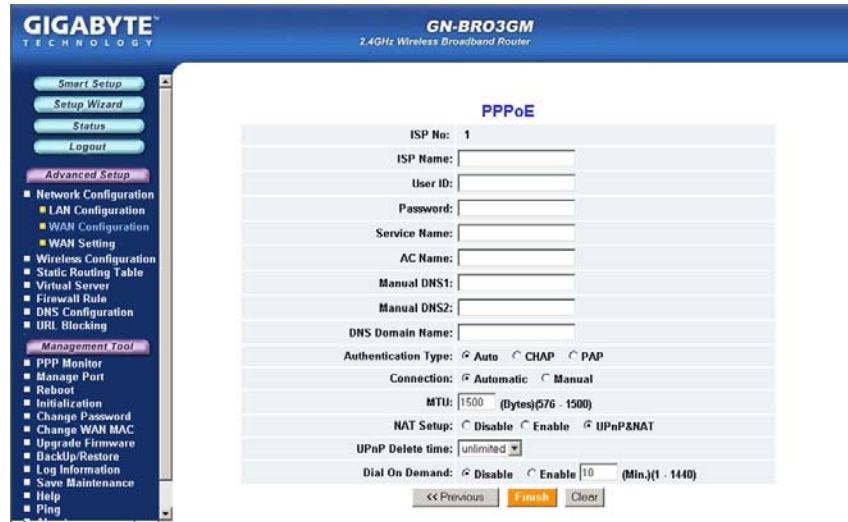 GIGABYTE
TECHNOLOGY
GN-BRO3GM
2.4GHz Wireless Broadband Router
Smart Setup
Setup Wizard
Status
Logout
Advanced Setup
Network Configuration
LAN Configuration
WAN Configuration
WAN Setting
Wireless Configuration
Static Routing Table
Virtual Server
Firewall Rule
DNS Configuration
URL Blocking
Management Tool
PPP Monitor
Manage Port
Reboot
Initialization
Change Password
Change WAN MAC
Upgrade Firmware
BackUp/Restore
Log Information
Save Maintenance
Help
Ping
PPPoE
ISP No: 1
ISP Name:
User ID:
Password:
Service Name:
AC Name:
Manual DNS1:
Manual DNS2:
DNS Domain Name:
Authentication Type: Auto CHAP PAP
Connection: Automatic Manual
MTU: 1500 (Bytes)(576 - 1500)
NAT Setup: Disable Enable UPnP&NAT
UPnP Delete time: unlimited
Dial On Demand: Disable Enable 10 (Min.)(1 - 1440)
<< Previous Finish Clear